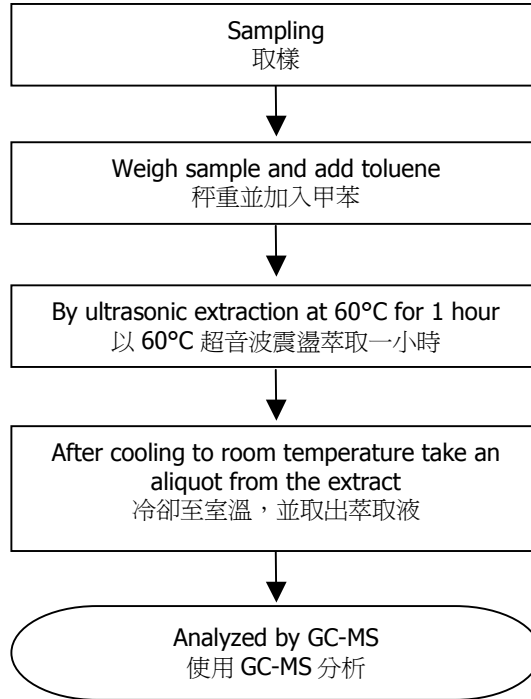 Sampling
取樣
Weigh sample and add toluene
秤重並加入甲苯
By ultrasonic extraction at 60°C for 1 hour
以 60°C 超音波震盪萃取一小時
After cooling to room temperature take an
aliquot from the extract
冷卻至室溫，並取出萃取液
Analyzed by GC-MS
使用 GC-MS 分析